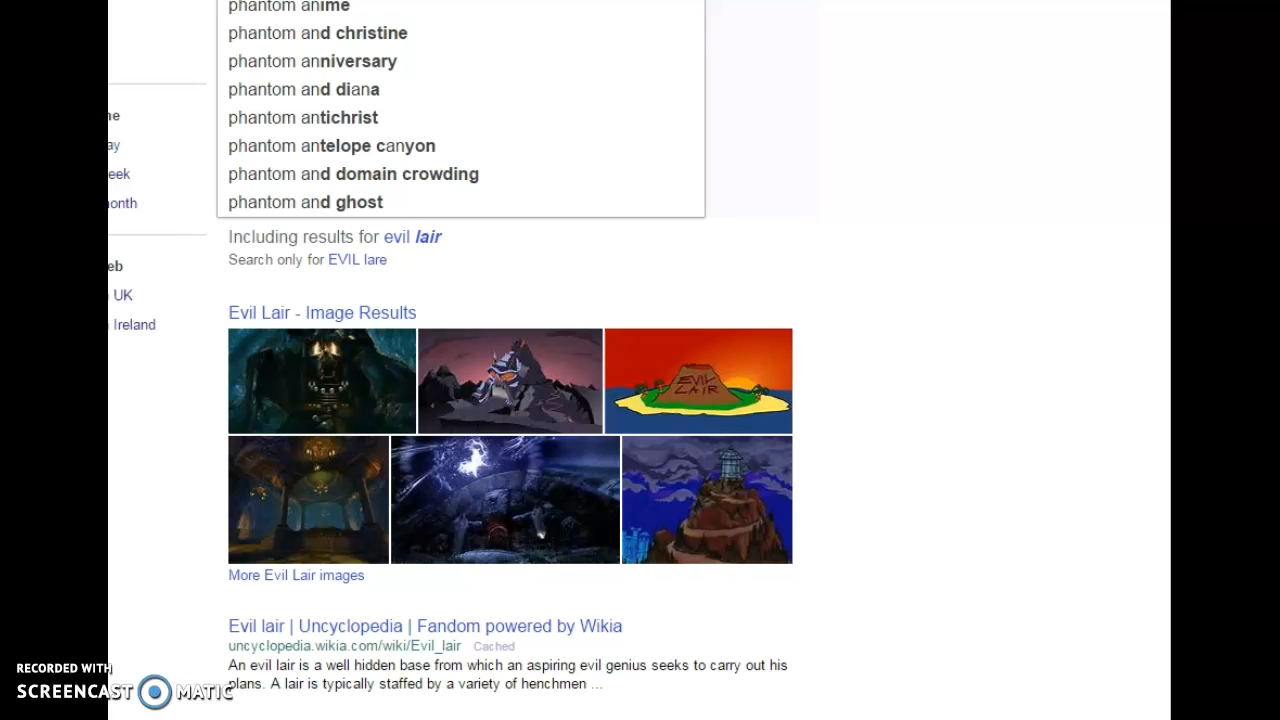 phantom anime
phantom and christine
phantom anniversary
phantom and diana
phantom antichrist
phantom antelope canyon
phantom and domain crowding
phantom and ghost
ne
ay
eek
onth
eb
UK
Ireland
Including results for evil lair
Search only for EVIL lare
Evil Lair - Image Results
EVIL
LAIR
More Evil Lair images
Evil lair | Uncyclopedia | Fandom powered by Wikia
uncyclopedia.wikia.com/wiki/Evil_lair Cached
An evil lair is a well hidden base from which an aspiring evil genius seeks to carry out his
plans. A lair is typically staffed by a variety of henchmen ...
RECORDED WITH
SCREENCAST MATIC